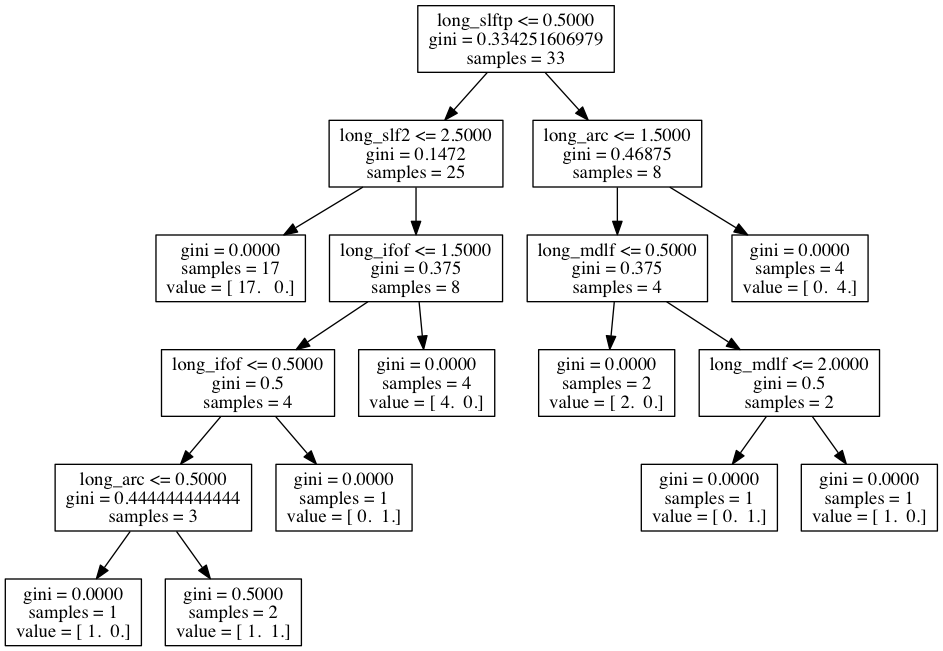 long_slftp <= 0.5000
gini = 0.334251606979
samples = 33
long_slf2 <= 2.5000
gini = 0.1472
samples = 25
long_arc <= 1.5000
gini = 0.46875
samples = 8
gini = 0.0000
samples = 17
value = [ 17.   0.]
long_ifof <= 1.5000
gini = 0.375
samples = 8
long_mdlf <= 0.5000
gini = 0.375
samples = 4
gini = 0.0000
samples = 4
value = [ 0.  4.]
long_ifof <= 0.5000
gini = 0.5
samples = 4
gini = 0.0000
samples = 4
value = [ 4.  0.]
gini = 0.0000
samples = 2
value = [ 2.  0.]
long_mdlf <= 2.0000
gini = 0.5
samples = 2
long_arc <= 0.5000
gini = 0.444444444444
samples = 3
gini = 0.0000
samples = 1
value = [ 0.  1.]
gini = 0.0000
samples = 1
value = [ 0.  1.]
gini = 0.0000
samples = 1
value = [ 1.  0.]
gini = 0.0000
samples = 1
value = [ 1.  0.]
gini = 0.5000
samples = 2
value = [ 1.  1.]